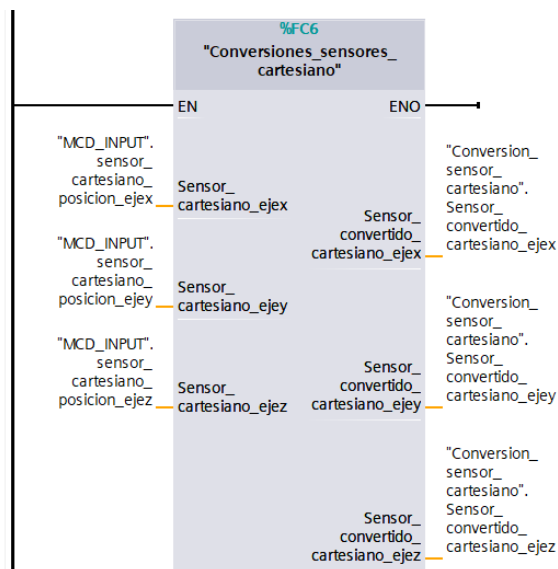 %FC6
"Conversiones_sensores_
cartesiano"
EN
ENO
"MCD_INPUT".
sensor_
cartesiano_
posicion_ejex
Sensor_
cartesiano_ejex
"Conversion_
sensor_
cartesiano".
Sensor_
convertido_
cartesiano_ejex
Sensor_
convertido_
cartesiano_ejex
"MCD_INPUT".
sensor_
cartesiano_
posicion_ejey
Sensor_
cartesiano_ejey
"Conversion_
sensor_
cartesiano".
Sensor_
convertido_
cartesiano_ejey
Sensor_
convertido_
cartesiano_ejey
"MCD_INPUT".
sensor_
cartesiano_
posicion_ejez
Sensor_
cartesiano_ejez
"Conversion_
sensor_
cartesiano".
Sensor_
convertido_
cartesiano_ejez
Sensor_
convertido_
cartesiano_ejez